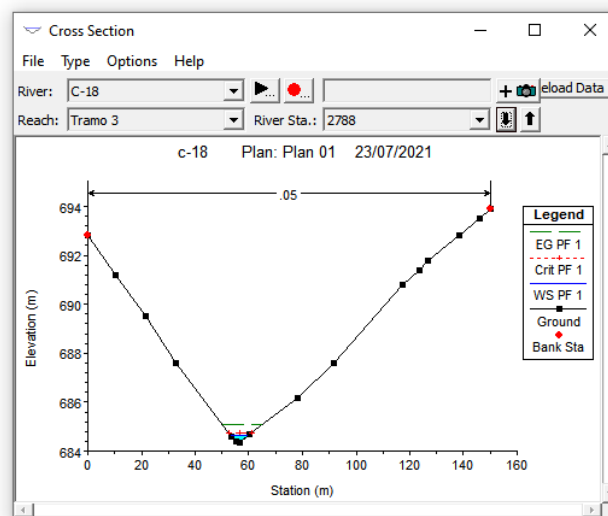 Cross Section
File Type Options Help
River: C-18 ... ... + eload Data
Reach: Tramo 3 River Sta.: 2788
c-18 Plan: Plan 01 23/07/2021
.05
Legend
EG PF 1
Crit PF 1
WS PF 1
Ground
Bank Sta
694
692
690
688
686
684
Elevation (m)
0 20 40 60 80 100 120 140 160
Station (m)